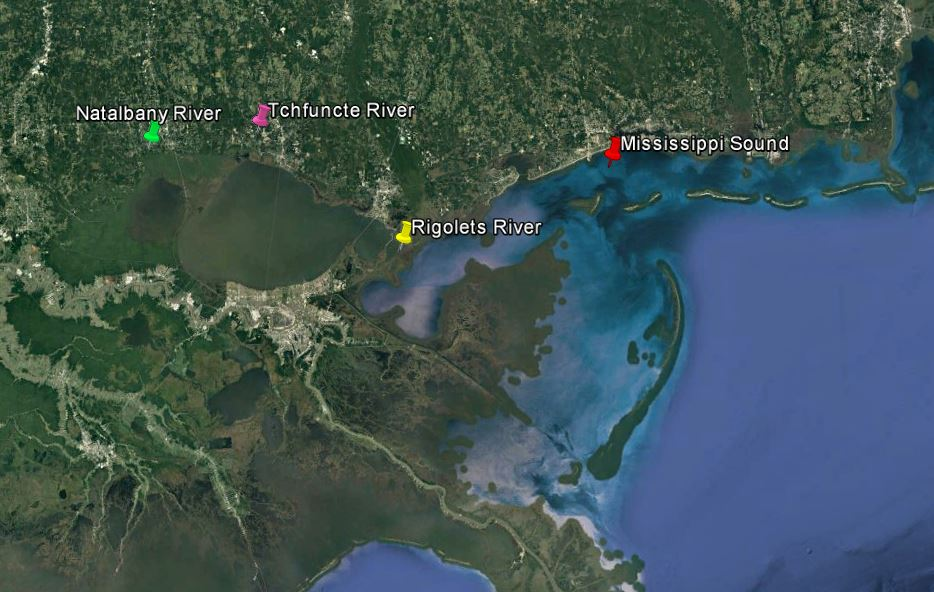 Natalbany River
Tchfuncte River
Mississippi Sound
Rigolets River